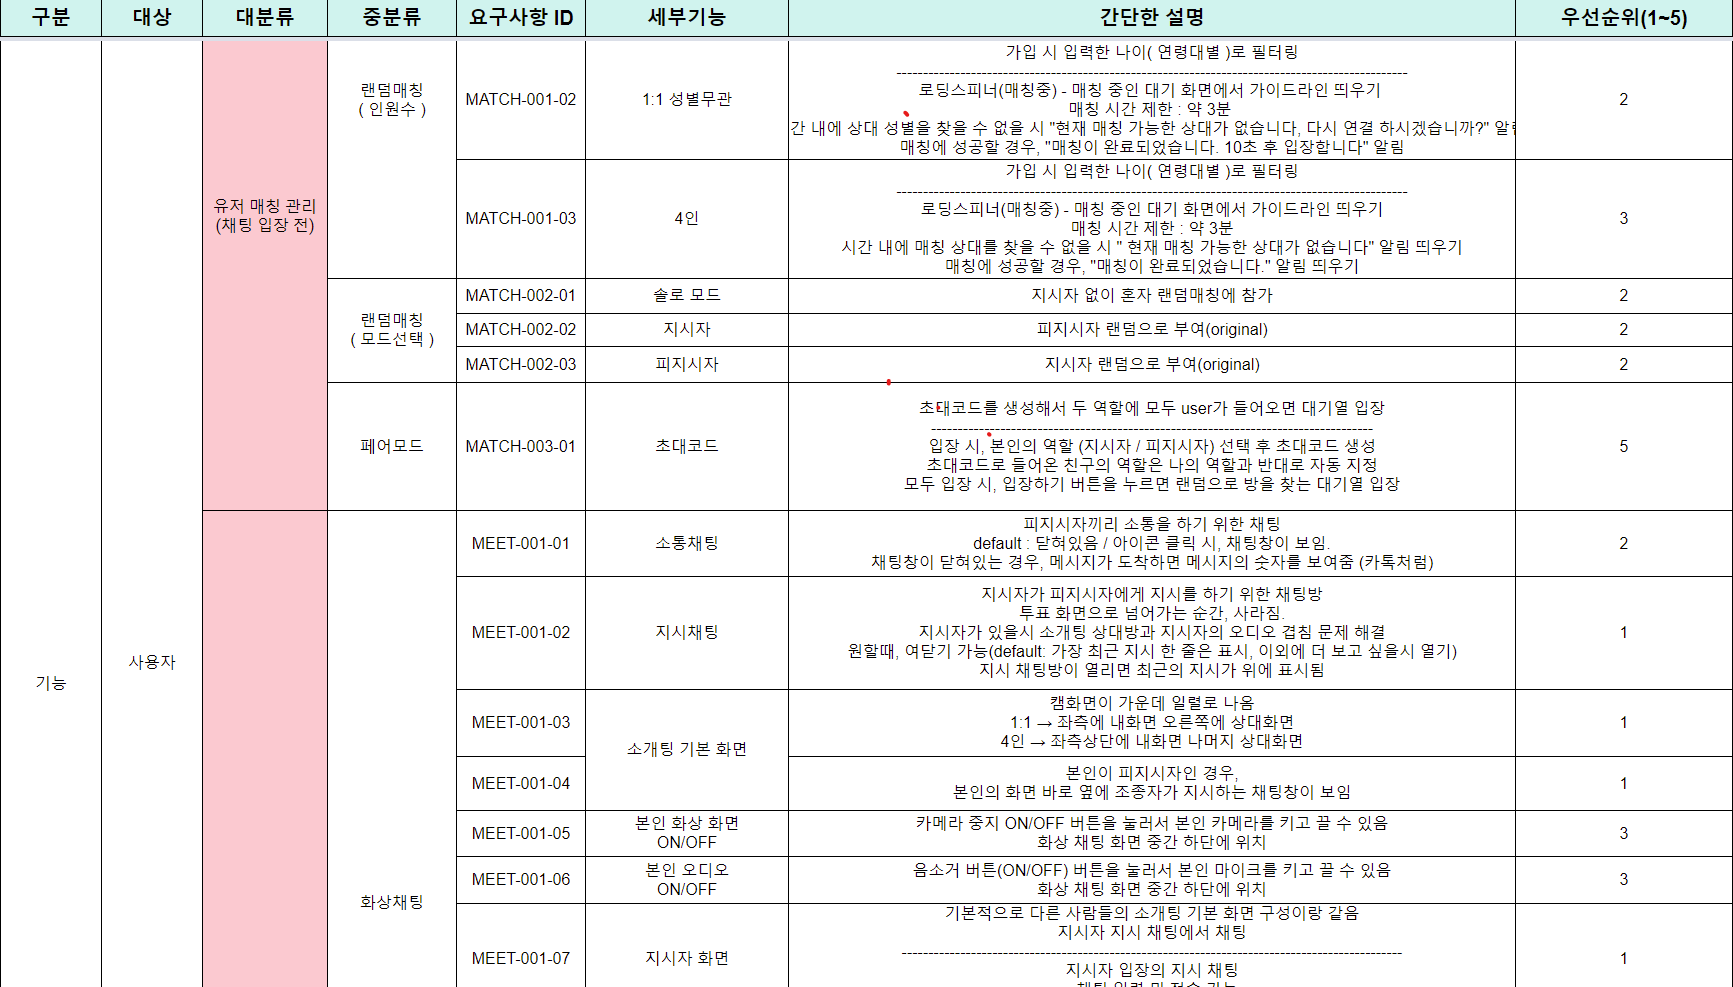 구분 대상 대분류 중분류 요구사항 ID 세부기능 간단한 설명 우선순위(1~5)
기능
사용자
유저 매칭 관리
(채팅 입장 전)
랜덤매칭
( 인원수 )
MATCH-001-02
1:1 성별무관
가입 시 입력한 나이( 연령대별 )로 필터링
로딩스피너(매칭중) - 매칭 중인 대기 화면에서 가이드라인 띄우기
매칭 시간 제한 : 약 3분
간 내에 상대 성별을 찾을 수 없을 시 "현재 매칭 가능한 상대가 없습니다, 다시 연결 하시겠습니까?"
매칭에 성공할 경우, "매칭이 완료되었습니다. 10초 후 입장합니다" 알림
2
MATCH-001-03
4인
가입 시 입력한 나이( 연령대별 )로 필터링
로딩스피너(매칭중) - 매칭 중인 대기 화면에서 가이드라인 띄우기
매칭 시간 제한 : 약 3분
시간 내에 매칭 상대를 찾을 수 없을 시 " 현재 매칭 가능한 상대가 없습니다" 알림 띄우기
매칭에 성공할 경우, "매칭이 완료되었습니다." 알림 띄우기
3
랜덤매칭
( 모드선택 )
MATCH-002-01
솔로 모드
지시자 없이 혼자 랜덤매칭에 참가
2
MATCH-002-02
지시자
피지시자 랜덤으로 부여(original)
2
MATCH-002-03
피지시자
지시자 랜덤으로 부여(original)
2
페어모드
MATCH-003-01
초대코드
초대코드를 생성해서 두 역할에 모두 user가 들어오면 대기열 입장
입장 시, 본인의 역할 (지시자 / 피지시자) 선택 후 초대코드 생성
초대코드로 들어온 친구의 역할은 나의 역할과 반대로 자동 지정
모두 입장 시, 입장하기 버튼을 누르면 랜덤으로 방을 찾는 대기열 입장
5
화상채팅
MEET-001-01
소통채팅
피지시자끼리 소통을 하기 위한 채팅
default : 닫혀있음 / 아이콘 클릭 시, 채팅창이 보임.
채팅창이 닫혀있는 경우, 메시지가 도착하면 메시지의 숫자를 보여줌 (카톡처럼)
2
MEET-001-02
지시채팅
지시자가 피지시자에게 지시를 하기 위한 채팅방
투표 화면으로 넘어가는 순간, 사라짐.
지시자가 있을시 소개팅 상대방과 지시자의 오디오 겹침 문제 해결
원할때, 여닫기 가능(default: 가장 최근 지시 한 줄은 표시, 이외에 더 보고 싶을시 열기)
지시 채팅방이 열리면 최근의 지시가 위에 표시됨
1
MEET-001-03
소개팅 기본 화면
캠화면이 가운데 일렬로 나옴
1:1 → 좌측에 내화면 오른쪽에 상대화면
4인 → 좌측상단에 내화면 나머지 상대화면
1
MEET-001-04
본인이 피지시자인 경우,
본인의 화면 바로 옆에 조종자가 지시하는 채팅창이 보임
1
MEET-001-05
본인 화상 화면
ON/OFF
카메라 중지 ON/OFF 버튼을 눌러서 본인 카메라를 키고 끌 수 있음
화상 채팅 화면 중간 하단에 위치
3
MEET-001-06
본인 오디오
ON/OFF
음소거 버튼(ON/OFF) 버튼을 눌러서 본인 마이크를 키고 끌 수 있음
화상 채팅 화면 중간 하단에 위치
3
MEET-001-07
지시자 화면
기본적으로 다른 사람들의 소개팅 기본 화면 구성이랑 같음
지시자 지시 채팅에서 채팅
지시자 입장의 지시 채팅
1